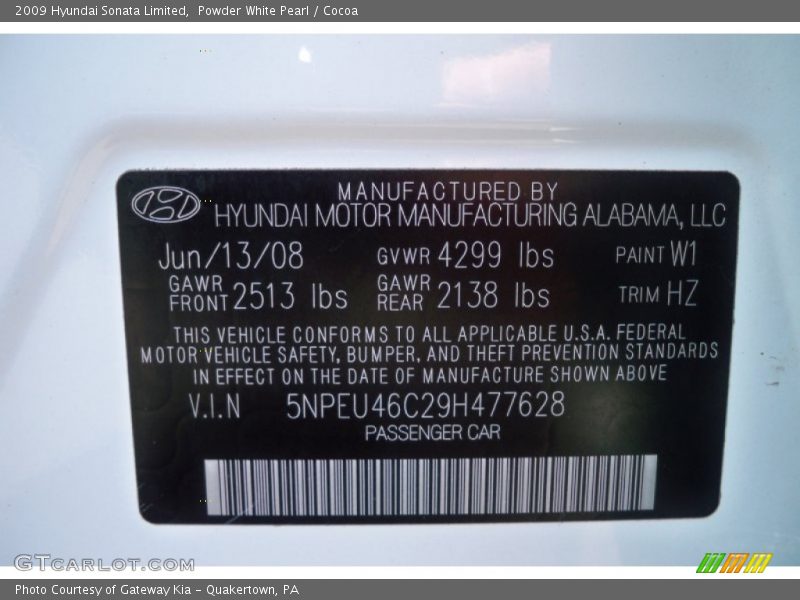 2009 Hyundai Sonata Limited,  Powder White Pearl / Cocoa
MANUFACTURED BY
HYUNDAI MOTOR MANUFACTURING ALABAMA, LLC
Jun/13/08 GVWR 4299 lbs PAINT W1
GAWR FRONT 2513 lbs GAWR REAR 2138 lbs TRIM HZ
THIS VEHICLE CONFORMS TO ALL APPLICABLE U.S.A. FEDERAL
MOTOR VEHICLE SAFETY, BUMPER, AND THEFT PREVENTION STANDARDS
IN EFFECT ON THE DATE OF MANUFACTURE SHOWN ABOVE
V.I.N 5NPEU46C29H477628
PASSENGER CAR
GTCARLOT.COM
Photo Courtesy of Gateway Kia - Quakertown, PA